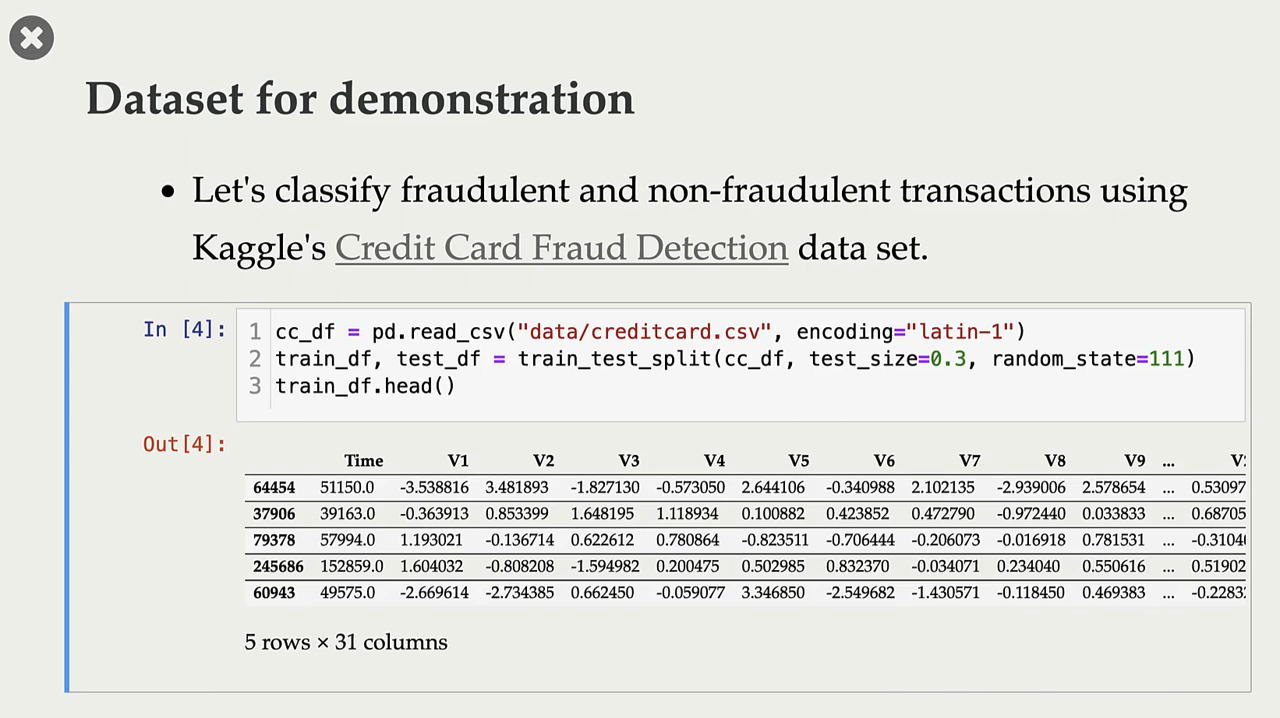 Dataset for demonstration
• Let's classify fraudulent and non-fraudulent transactions using
Kaggle's Credit Card Fraud Detection data set.
In [4]:
1 cc_df = pd.read_csv("data/creditcard.csv", encoding="latin-1")
2 train_df, test_df = train_test_split(cc_df, test_size=0.3, random_state=111)
3 train_df.head()
Out[4]:
Time V1 V2 V3 V4 V5 V6 V7 V8 V9 ...
64454 51150.0 -3.538816 3.481893 -1.827130 -0.573050 2.644106 -0.340988 2.102135 -2.939006 2.578654 ... 0.53097
37906 39163.0 -0.363913 0.853399 1.648195 1.118934 0.100882 0.423852 0.472790 -0.972440 0.033833 ... 0.68705
79378 57994.0 1.193021 -0.136714 0.622612 0.780864 -0.823511 -0.706444 -0.206073 -0.016918 0.781531 ... -0.3104
245686 152859.0 1.604032 -0.808208 -1.594982 0.200475 0.502985 0.832370 -0.034071 0.234040 0.550616 ... 0.51902
60943 49575.0 -2.669614 -2.734385 0.662450 -0.059077 3.346850 -2.549682 -1.430571 -0.118450 0.469383 ... -0.2283
5 rows × 31 columns